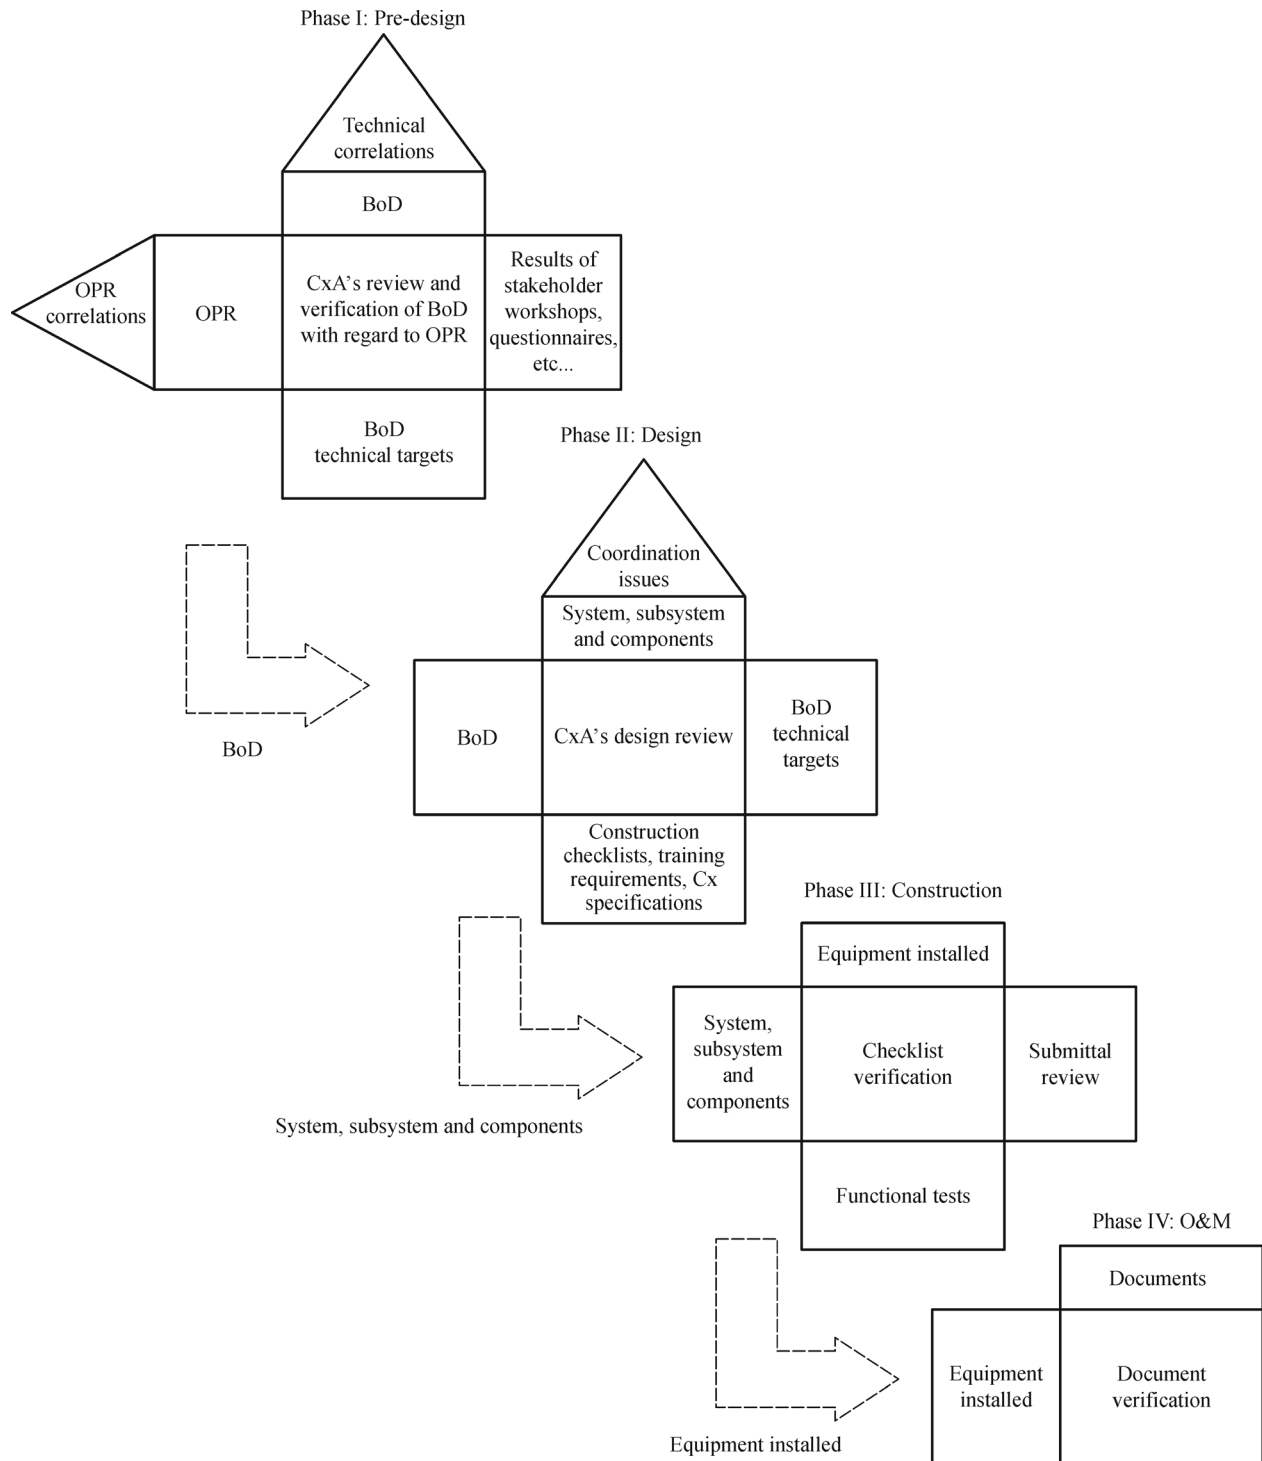 Phase I: Pre-design
Technical
correlations
BoD
OPR
correlations
OPR
CxA's review and
verification of BoD
with regard to OPR
Results of
stakeholder
workshops,
questionnaires,
etc...
BoD
technical targets
Phase II: Design
Coordination
issues
System, subsystem
and components
BoD
BoD
CxA's design review
BoD
technical
targets
Construction
checklists, training
requirements, Cx
specifications
Phase III: Construction
Equipment installed
System, subsystem and components
System,
subsystem
and
components
Checklist
verification
Submittal
review
Functional tests
Phase IV: O&M
Documents
Equipment installed
Equipment
installed
Document
verification